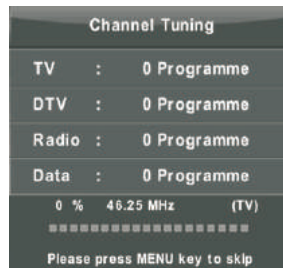 Channel Tuning
TV : 0 Programme
DTV : 0 Programme
Radio : 0 Programme
Data : 0 Programme
0 % 46.25 MHz (TV)
Please press MENU key to skip